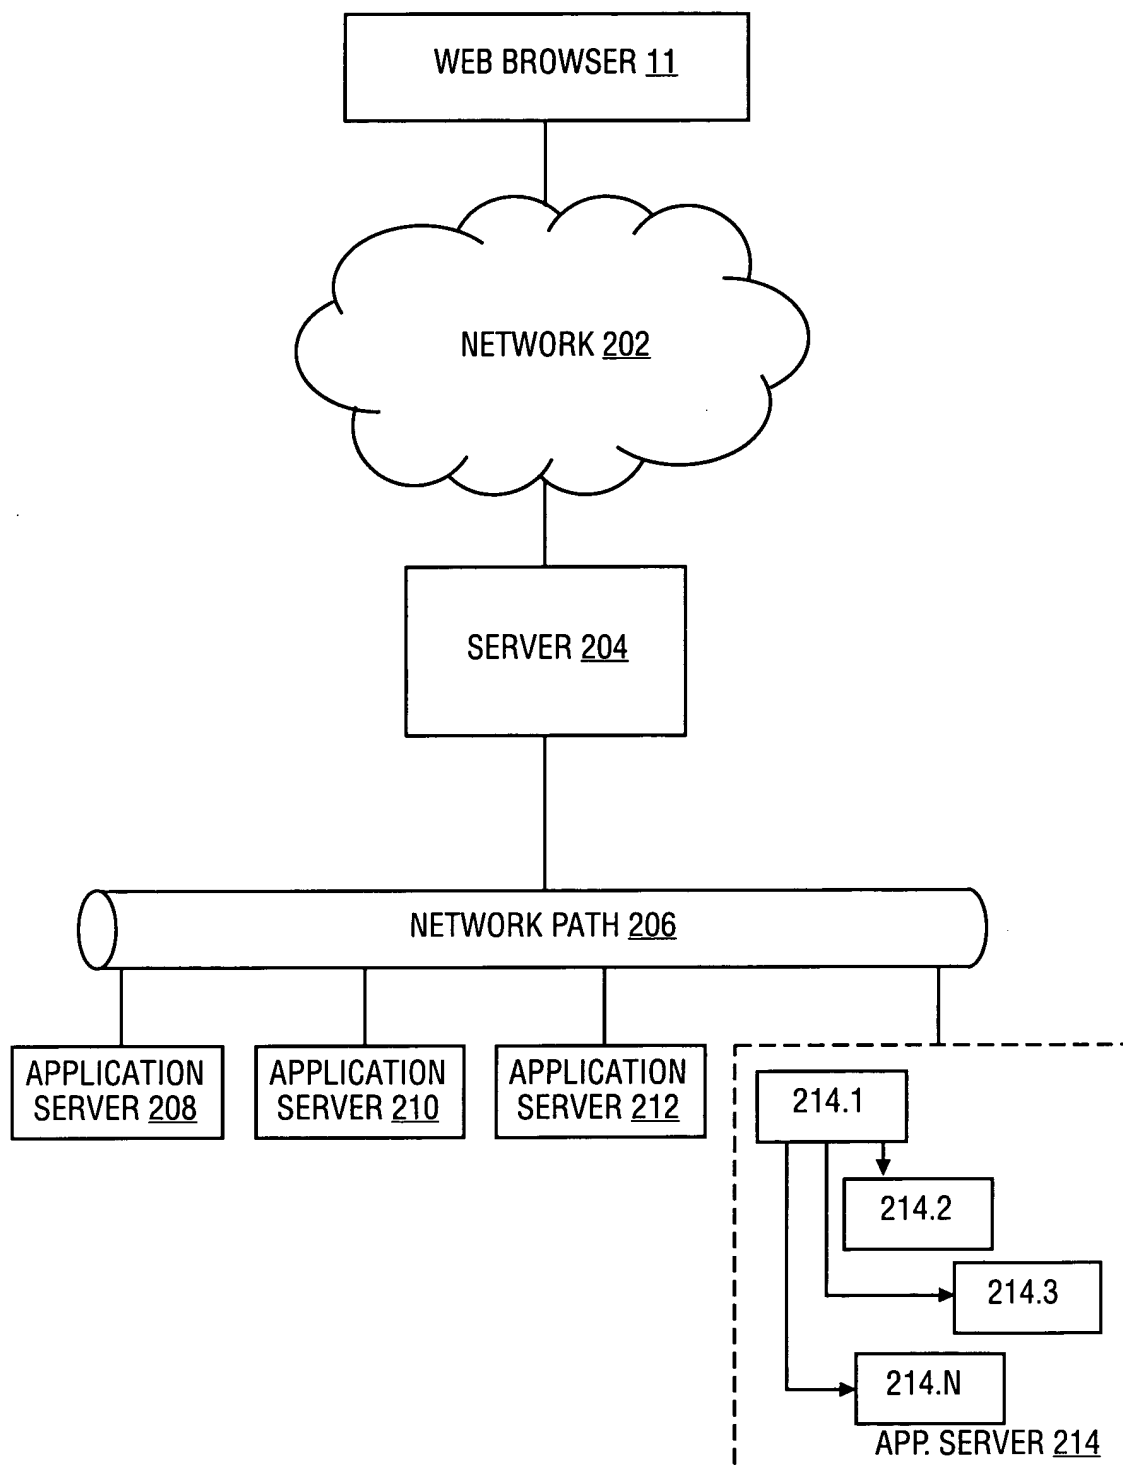 WEB BROWSER 11
NETWORK 202
SERVER 204
NETWORK PATH 206
APPLICATION
SERVER 208
APPLICATION
SERVER 210
APPLICATION
SERVER 212
214.1
214.2
214.3
214.N
APP. SERVER 214